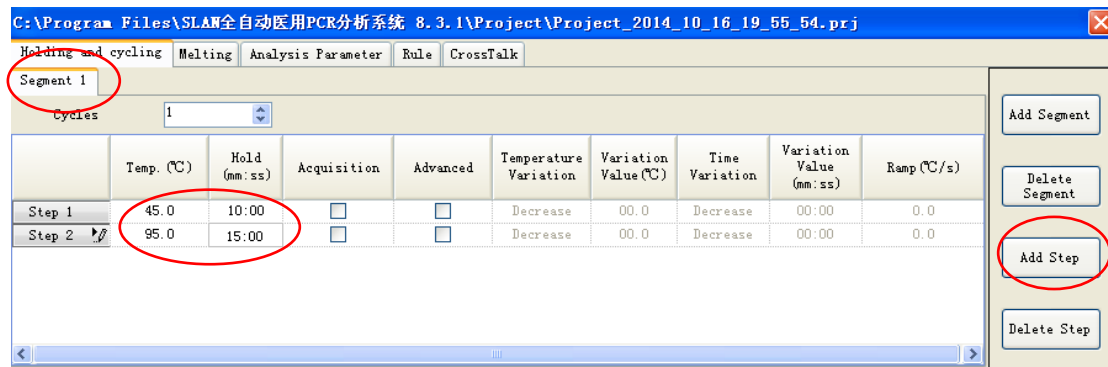 C:\Program Files\SLAN全自动医用PCR分析系统 8.3.1\Project\Project_2014_10_16_19_55_54.prj
Holding and cycling Melting Analysis Parameter Rule CrossTalk
Segment 1
Cycles 1
Temp. (℃) Hold (mm:ss) Acquisition Advanced Temperature Variation Variation Value(℃) Time Variation Variation Value (mm:ss) Ramp(℃/s)
Step 1 45.0 10:00 Decrease 00.0 Decrease 00:00 0.0
Step 2 95.0 15:00 Decrease 00.0 Decrease 00:00 0.0
Add Segment
Delete Segment
Add Step
Delete Step